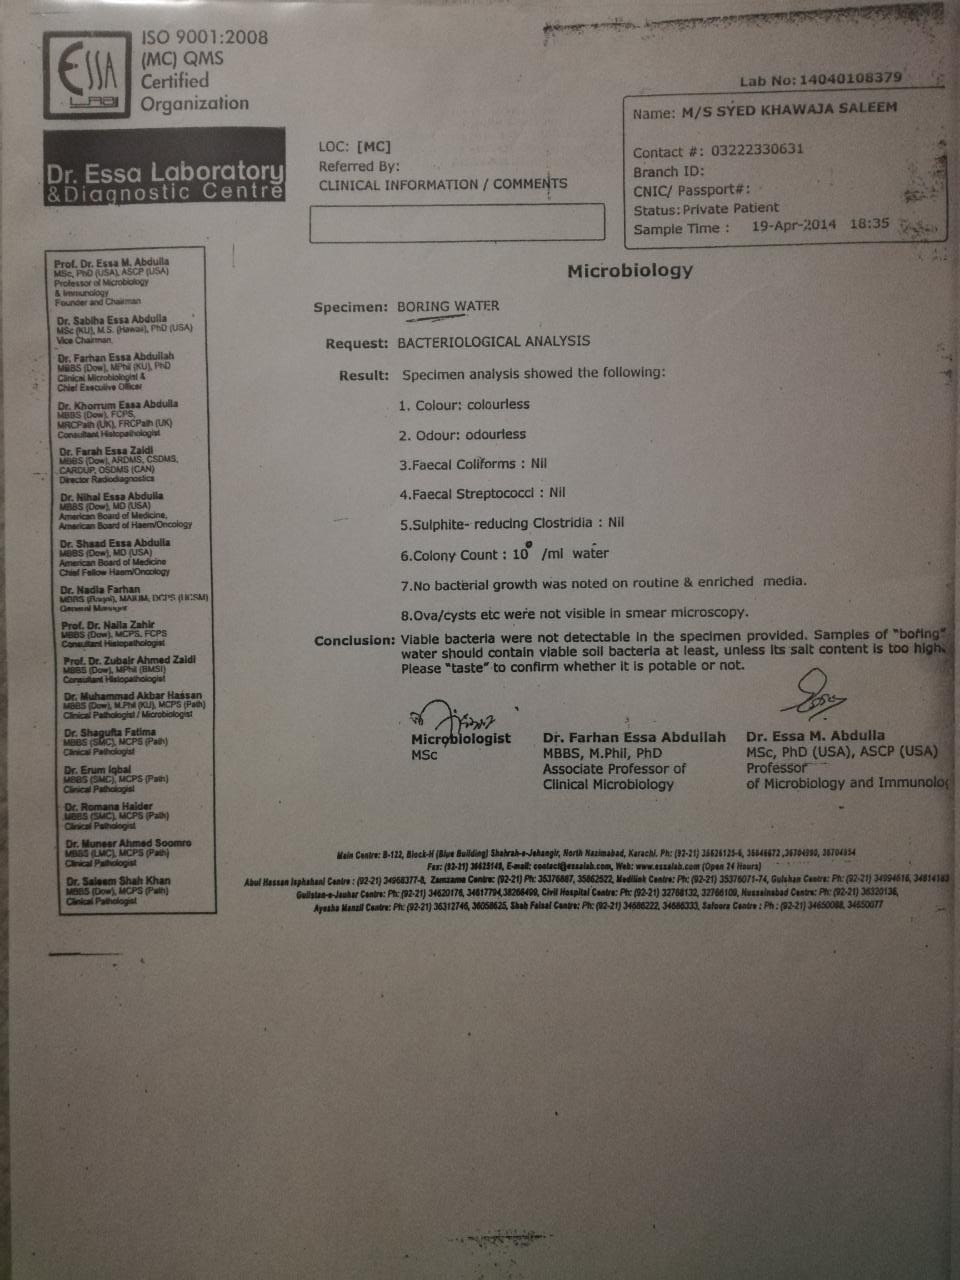 ESSA
LAB
ISO 9001:2008
(MC) QMS
Certified
Organization
Dr. Essa Laboratory
& Diagnostic Centre
LOC: [MC]
Referred By:
CLINICAL INFORMATION / COMMENTS
Lab No: 14040108379
Name: M/S SYED KHAWAJA SALEEM
Contact #: 03222330631
Branch ID:
CNIC/ Passport#:
Status: Private Patient
Sample Time : 19-Apr-2014 18:35
Prof. Dr. Essa M. Abdulla
MSc, PhD (USA), ASCP (USA)
Professor of Microbiology
& Immunology
Founder and Chairman
Dr. Sabiha Essa Abdulla
MSc (KU), M.S. (Hawaii), PhD (USA)
Vice Chairman
Dr. Farhan Essa Abdullah
MBBS (Dow), MPhil (KU), PhD
Clinical Microbiologist &
Chief Executive Officer
Dr. Khorrum Essa Abdulla
MBBS (Dow), FCPS,
MRCPath (UK), FRCPath (UK)
Consultant Histopathologist
Dr. Farah Essa Zaidi
MBBS (Dow), ARDMS, CSDMS,
CARDUP, OSDMS (CAN)
Director Radiodiagnostics
Dr. Nihal Essa Abdulla
MBBS (Dow), MD (USA)
American Board of Medicine,
American Board of Haem/Oncology
Dr. Shaad Essa Abdulla
MBBS (Dow), MD (USA)
American Board of Medicine
Chief Fellow Haem/Oncology
Dr. Nadia Farhan
General Manager
Prof. Dr. Naila Zahir
MBBS (Dow), MCPS, FCPS
Consultant Histopathologist
Prof. Dr. Zubair Ahmed Zaidi
MBBS (Dow), MPhil (BMSI)
Consultant Histopathologist
Dr. Muhammad Akbar Hassan
MBBS (Dow), M.Phil (KU), MCPS (Path)
Clinical Pathologist / Microbiologist
Dr. Shagufta Fatima
MBBS (SMC), MCPS (Path)
Clinical Pathologist
Dr. Erum Iqbal
MBBS (SMC), MCPS (Path)
Clinical Pathologist
Dr. Romana Haider
MBBS (SMC), MCPS (Path)
Clinical Pathologist
Dr. Muneer Ahmed Soomro
MBBS (LMC), MCPS (Path)
Clinical Pathologist
Dr. Saleem Shah Khan
MBBS (Dow), MCPS (Path)
Clinical Pathologist
Microbiology
Specimen: BORING WATER
Request: BACTERIOLOGICAL ANALYSIS
Result: Specimen analysis showed the following:
1. Colour: colourless
2. Odour: odourless
3.Faecal Coliforms : Nil
4.Faecal Streptococci : Nil
5.Sulphite- reducing Clostridia : Nil
6.Colony Count : 10⁰ /ml water
7.No bacterial growth was noted on routine & enriched media.
8.Ova/cysts etc were not visible in smear microscopy.
Conclusion: Viable bacteria were not detectable in the specimen provided. Samples of "boring"
water should contain viable soil bacteria at least, unless its salt content is too high.
Please "taste" to confirm whether it is potable or not.
Microbiologist
MSc
Dr. Farhan Essa Abdullah
MBBS, M.Phil, PhD
Associate Professor of
Clinical Microbiology
Dr. Essa M. Abdulla
MSc, PhD (USA), ASCP (USA)
Professor
of Microbiology and Immunolog
Main Centre: B-122, Block-H (Blue Building) Shahrah-e-Jehangir, North Nazimabad, Karachi. Ph: (92-21) 36626125-6, 36646672 ,36704990, 36704934
Fax: (92-21) 36625149, E-mail: contact@essalab.com, Web: www.essalab.com (Open 24 Hours)
Abul Hassan Isphahani Centre : (92-21) 34968377-8, Zamzama Centre: (92-21) Ph: 35376887, 35862522, Medilink Centre: Ph: (92-21) 35376071-74, Gulshan Centre: Ph: (92-21) 34994616, 34814183
Gulistan-e-Jauhar Centre: Ph: (92-21) 34620176, 34617794,38266499, Civil Hospital Centre: Ph: (92-21) 32768132, 32766109, Hussainabad Centre: Ph: (92-21) 36320136,
Ayesha Manzil Centre: Ph: (92-21) 36312746, 36058625, Shah Faisal Centre: Ph: (92-21) 34686222, 34686333, Safoora Centre : Ph : (92-21) 34650088, 34650077